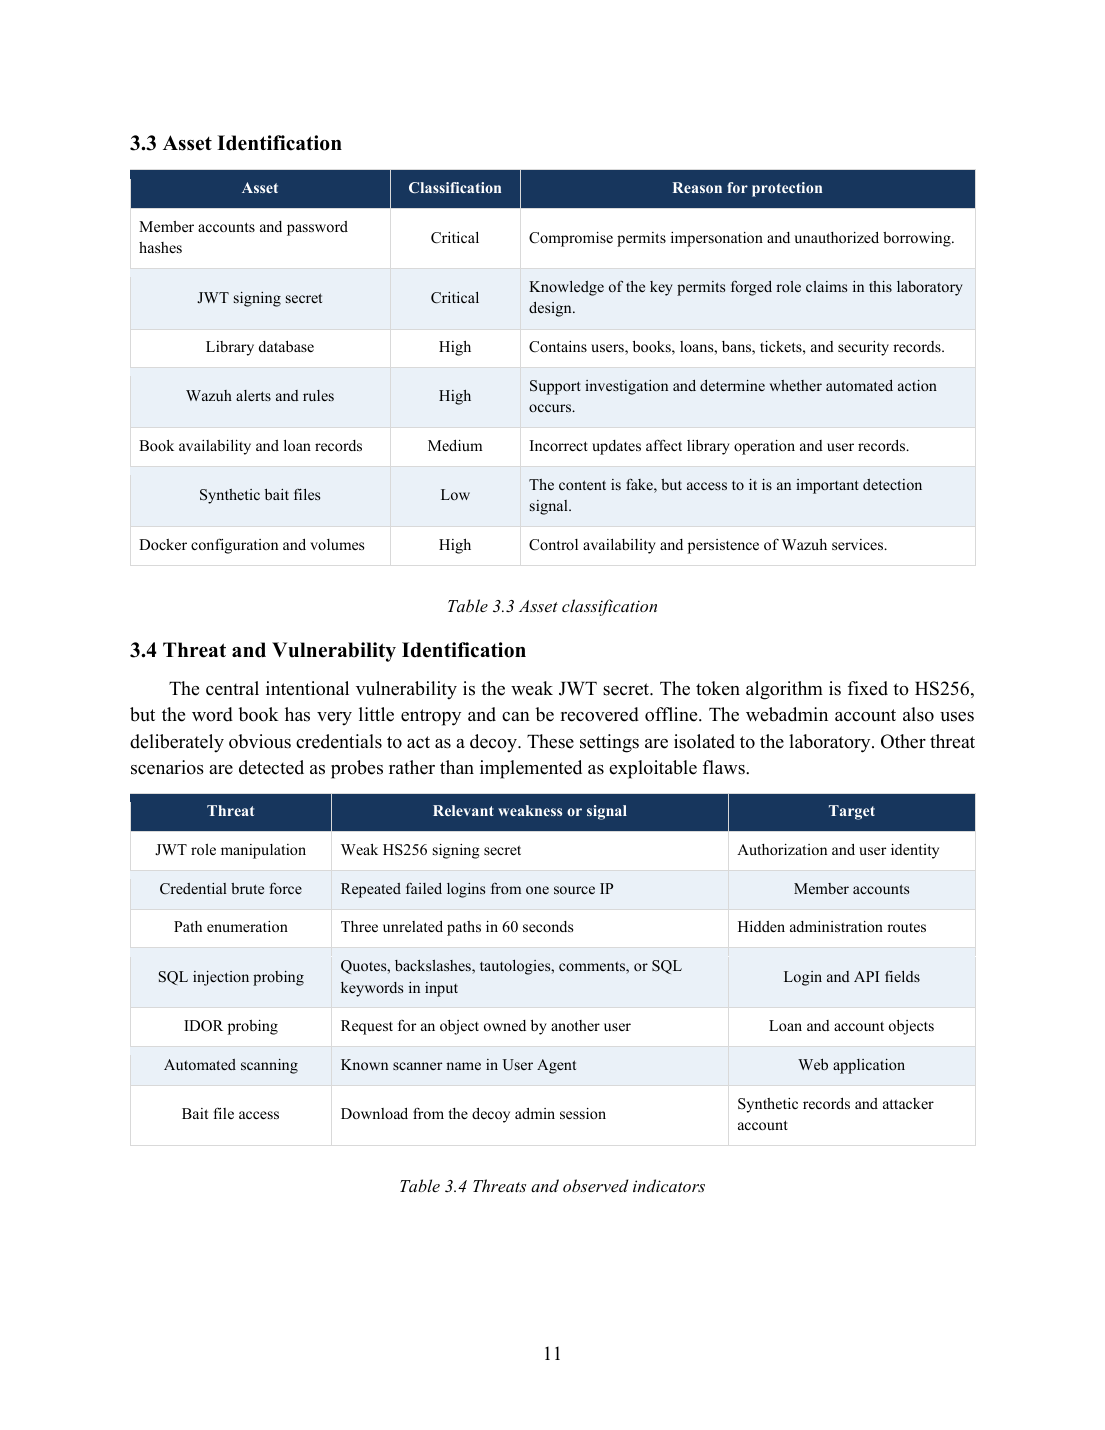 3.3 Asset Identification
Asset Classification Reason for protection
Member accounts and password
hashes
Critical Compromise permits impersonation and unauthorized borrowing.
JWT signing secret Critical
Knowledge of the key permits forged role claims in this laboratory
design.
Library database High Contains users, books, loans, bans, tickets, and security records.
Wazuh alerts and rules High
Support investigation and determine whether automated action
occurs.
Book availability and loan records Medium Incorrect updates affect library operation and user records.
Synthetic bait files Low
The content is fake, but access to it is an important detection
signal.
Docker configuration and volumes High Control availability and persistence of Wazuh services.
Table 3.3 Asset classification
3.4 Threat and Vulnerability Identification
The central intentional vulnerability is the weak JWT secret. The token algorithm is fixed to HS256,
but the word book has very little entropy and can be recovered offline. The webadmin account also uses
deliberately obvious credentials to act as a decoy. These settings are isolated to the laboratory. Other threat
scenarios are detected as probes rather than implemented as exploitable flaws.
Threat Relevant weakness or signal Target
JWT role manipulation Weak HS256 signing secret Authorization and user identity
Credential brute force Repeated failed logins from one source IP Member accounts
Path enumeration Three unrelated paths in 60 seconds Hidden administration routes
SQL injection probing
Quotes, backslashes, tautologies, comments, or SQL
keywords in input
Login and API fields
IDOR probing Request for an object owned by another user Loan and account objects
Automated scanning Known scanner name in User Agent Web application
Bait file access Download from the decoy admin session
Synthetic records and attacker
account
Table 3.4 Threats and observed indicators
11